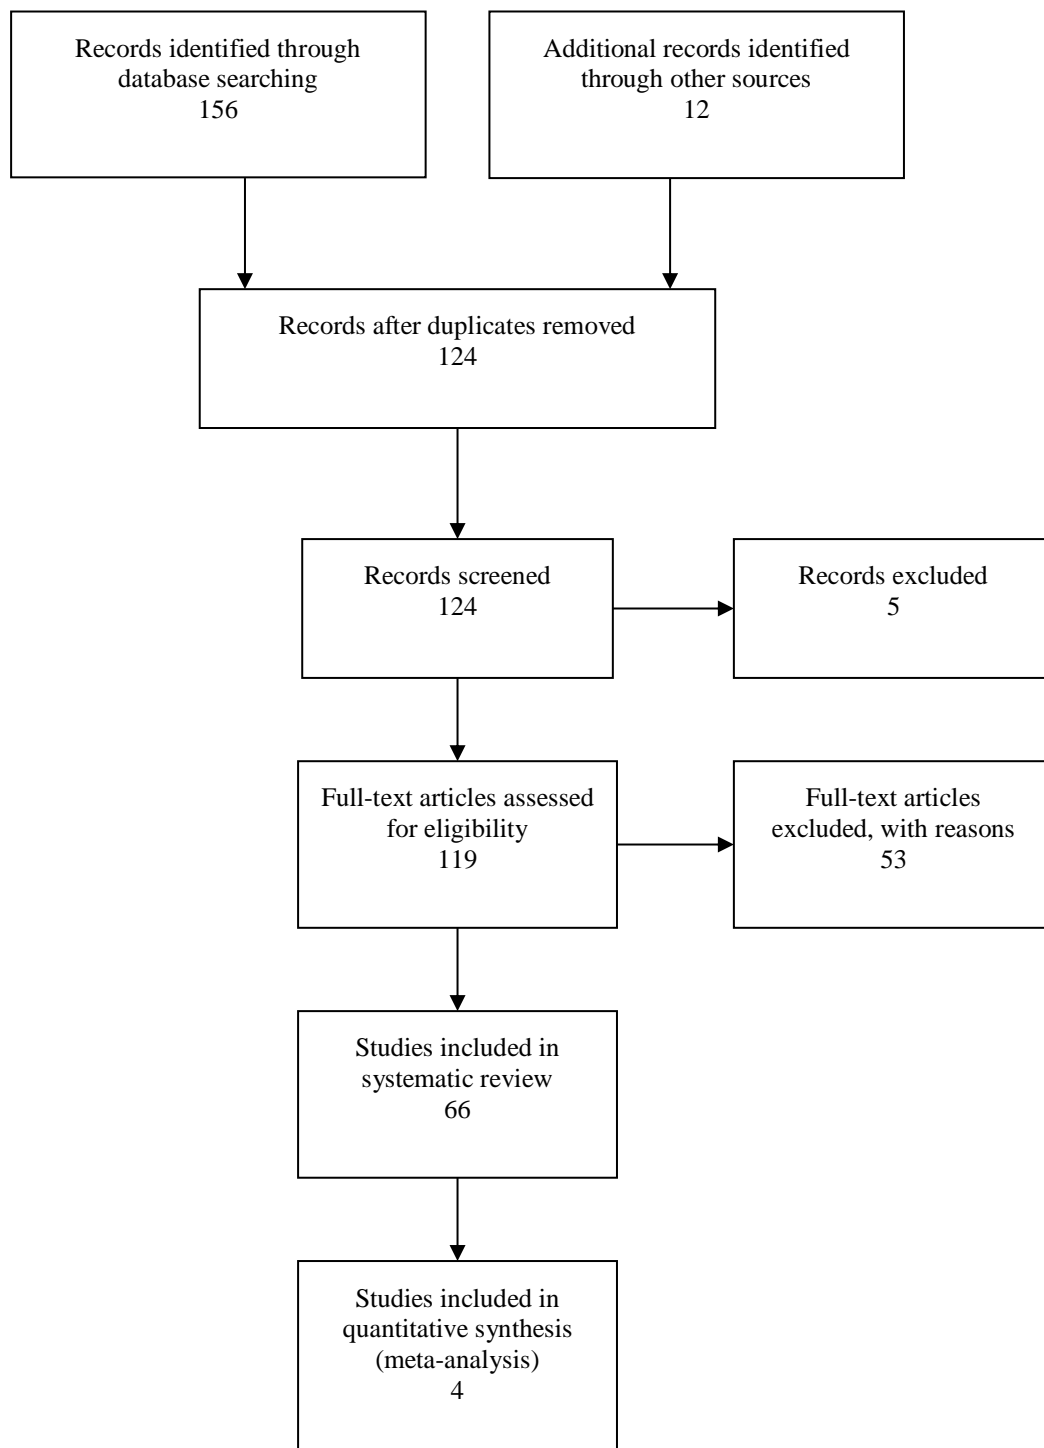 Records identified through
database searching
156
Additional records identified
through other sources
12
Records after duplicates removed
124
Records screened
124
Records excluded
5
Full-text articles assessed
for eligibility
119
Full-text articles
excluded, with reasons
53
Studies included in
systematic review
66
Studies included in
quantitative synthesis
(meta-analysis)
4